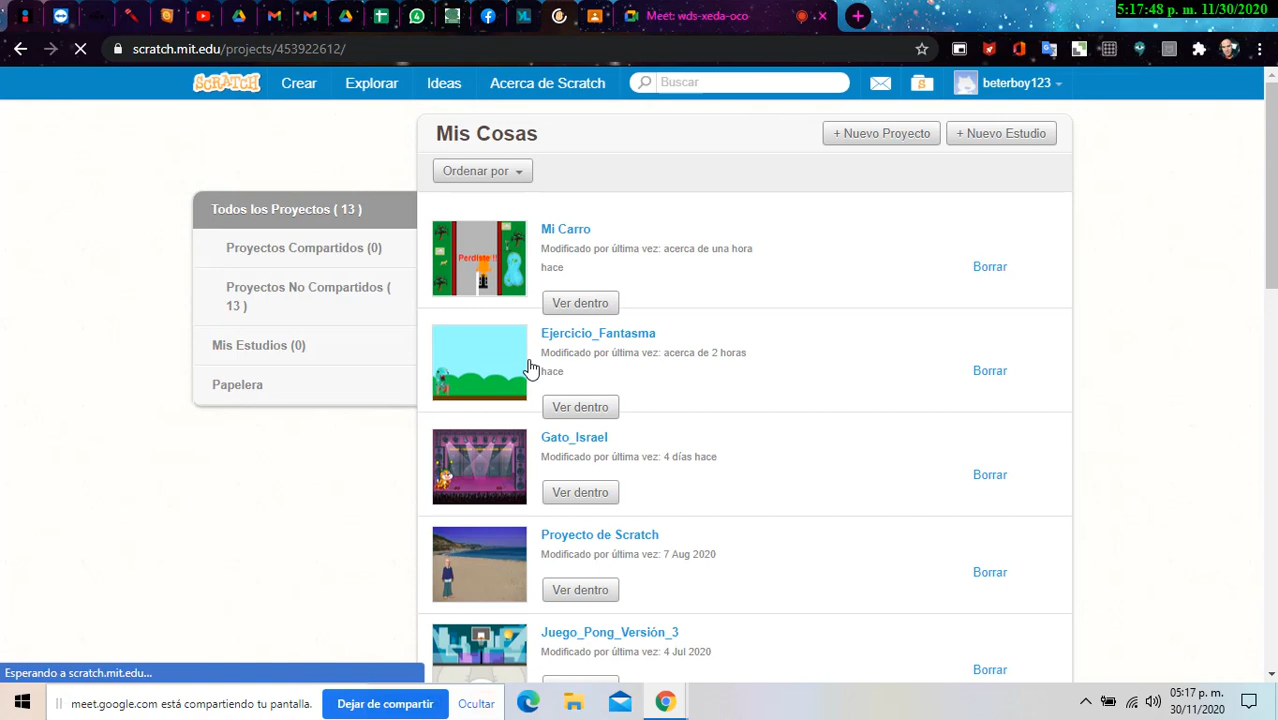 5:17:48 p. m. 11/30/2020
Meet: wds-xeda-oco
scratch.mit.edu/projects/453922612/
SCRATCH
Crear
Explorar
Ideas
Acerca de Scratch
Buscar
beterboy123
Mis Cosas
+ Nuevo Proyecto
+ Nuevo Estudio
Ordenar por
Todos los Proyectos ( 13 )
Proyectos Compartidos (0)
Proyectos No Compartidos (
13 )
Mis Estudios (0)
Papelera
Perdiste !!
Mi Carro
Modificado por última vez: acerca de una hora
hace
Borrar
Ver dentro
Ejercicio_Fantasma
Modificado por última vez: acerca de 2 horas
hace
Borrar
Ver dentro
Gato_Israel
Modificado por última vez: 4 días hace
Borrar
Ver dentro
Proyecto de Scratch
Modificado por última vez: 7 Aug 2020
Borrar
Ver dentro
Juego_Pong_Versión_3
Modificado por última vez: 4 Jul 2020
Borrar
Esperando a scratch.mit.edu...
meet.google.com está compartiendo tu pantalla.
Dejar de compartir
Ocultar
05:17 p. m.
30/11/2020